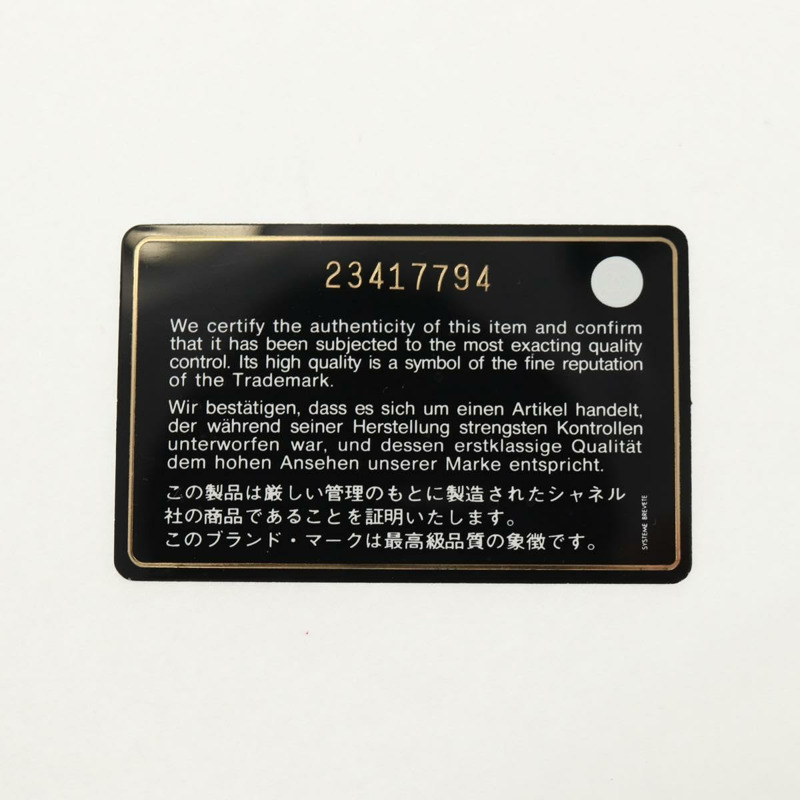 23417794
We certify the authenticity of this item and confirm
that it has been subjected to the most exacting quality
control. Its high quality is a symbol of the fine reputation
of the Trademark.
Wir bestätigen, dass es sich um einen Artikel handelt,
der während seiner Herstellung strengsten Kontrollen
unterworfen war, und dessen erstklassige Qualität
dem hohen Ansehen unserer Marke entspricht.
この製品は厳しい管理のもとに製造されたシャネル
社の商品であることを証明いたします。
このブランド・マークは最高級品質の象徴です。
SYSTEME BREVETE